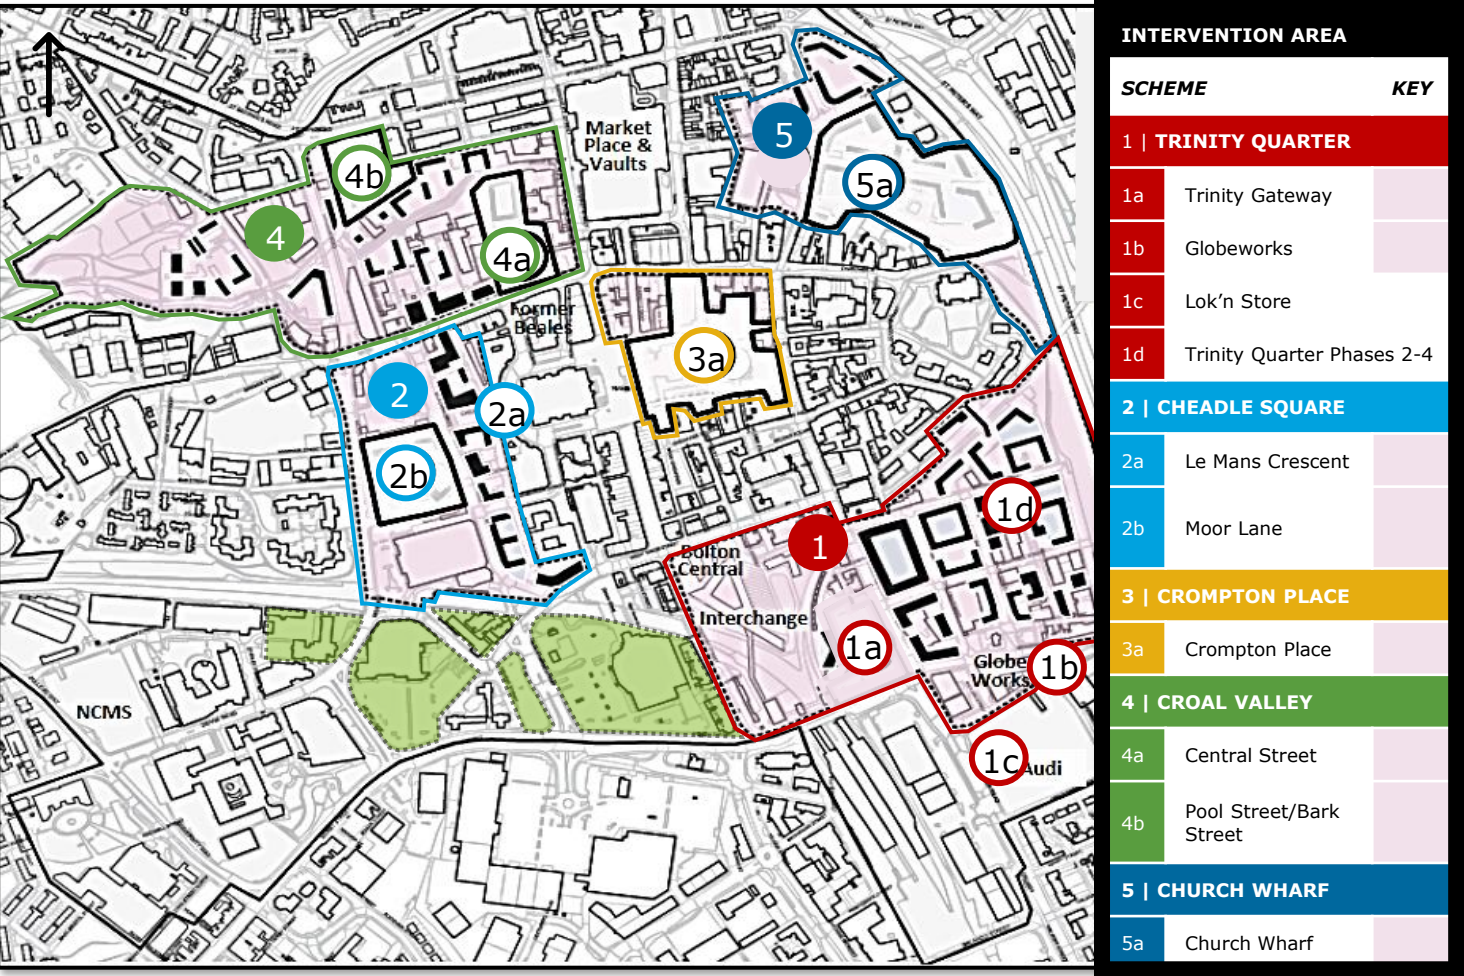 Market
Place &
Vaults
5
5a
4b
4
4a
Former
Beales
3a
2
2a
2b
1d
1
Bolton
Central
Interchange
1a
Globe
Works
1b
NCMS
1c
Audi
INTERVENTION AREA
SCHEME KEY
1 | TRINITY QUARTER
1a Trinity Gateway
1b Globeworks
1c Lok’n Store
1d Trinity Quarter Phases 2-4
2 | CHEADLE SQUARE
2a Le Mans Crescent
2b Moor Lane
3 | CROMPTON PLACE
3a Crompton Place
4 | CROAL VALLEY
4a Central Street
4b Pool Street/Bark
Street
5 | CHURCH WHARF
5a Church Wharf